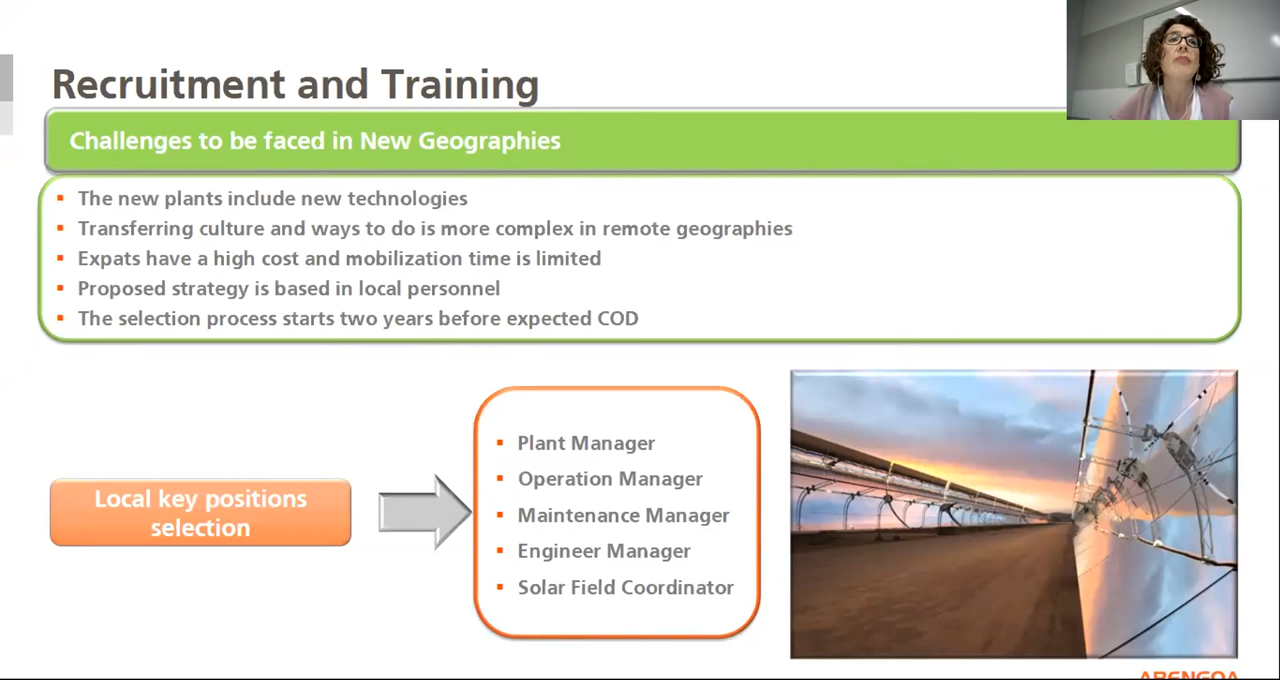 Recruitment and Training
Challenges to be faced in New Geographies
The new plants include new technologies
Transferring culture and ways to do is more complex in remote geographies
Expats have a high cost and mobilization time is limited
Proposed strategy is based in local personnel
The selection process starts two years before expected COD
Local key positions
selection
Plant Manager
Operation Manager
Maintenance Manager
Engineer Manager
Solar Field Coordinator
ABENGOA